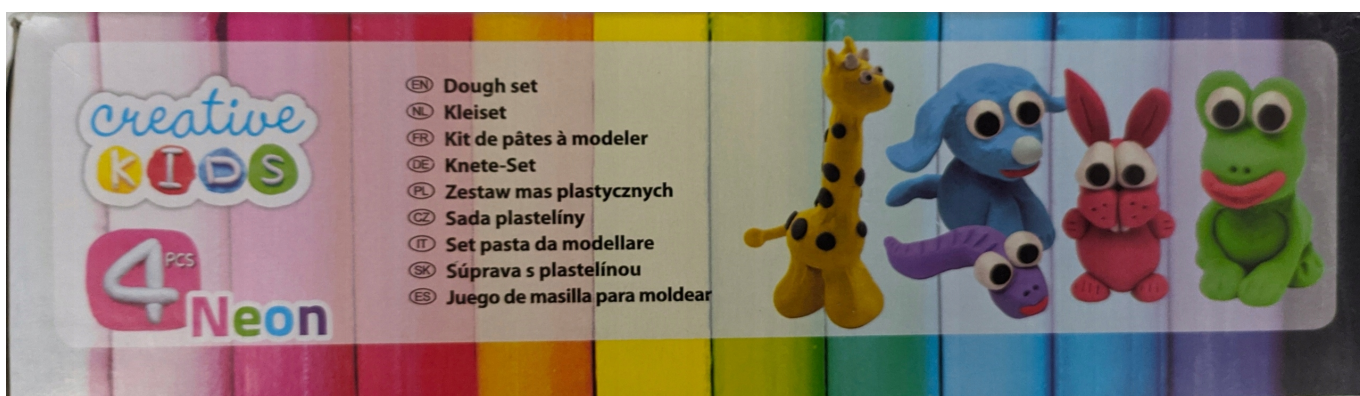 creative
KIDS
4 PCS
Neon
EN Dough set
NL Kleiset
FR Kit de pâtes à modeler
DE Knete-Set
PL Zestaw mas plastycznych
CZ Sada plastelíny
IT Set pasta da modellare
SK Súprava s plastelínou
ES Juego de masilla para moldear